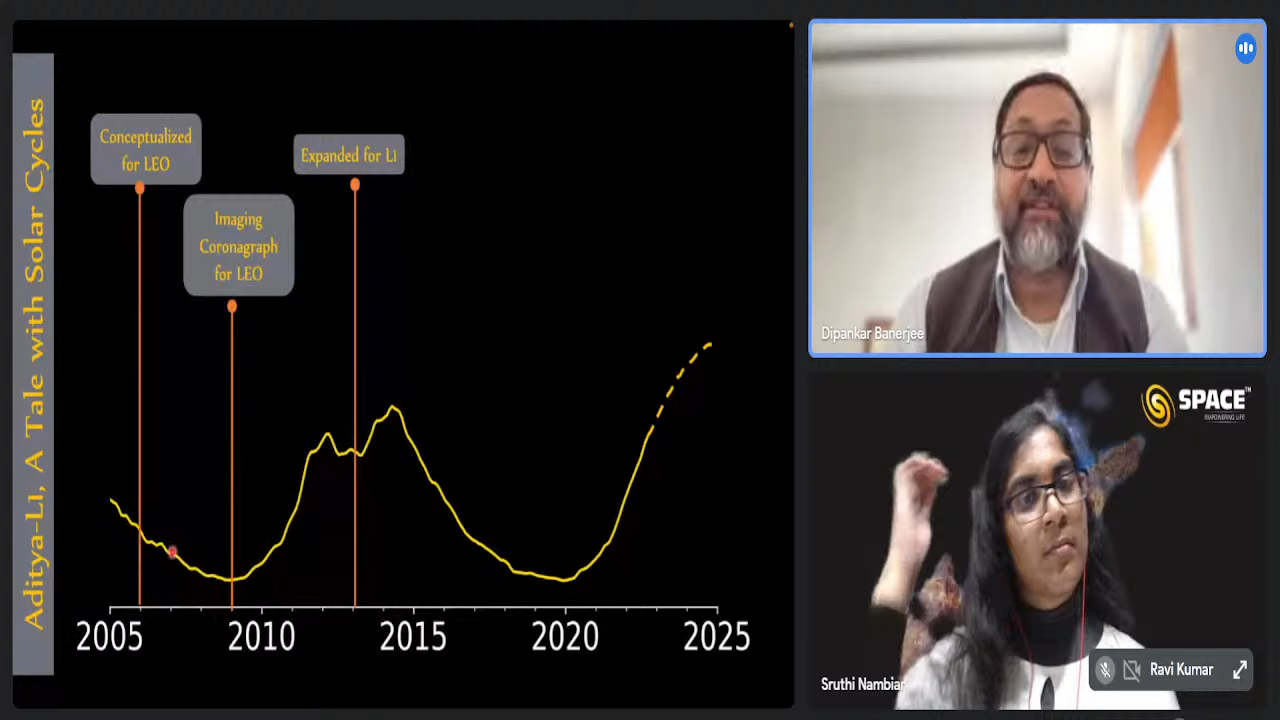 Aditya-L1, A Tale with Solar Cycles
Conceptualized
for LEO
Imaging
Coronagraph
for LEO
Expanded for L1
2005
2010
2015
2020
2025
Dipankar Banerjee
SPACE™
EMPOWERING LIFE
Sruthi Nambiar
Ravi Kumar